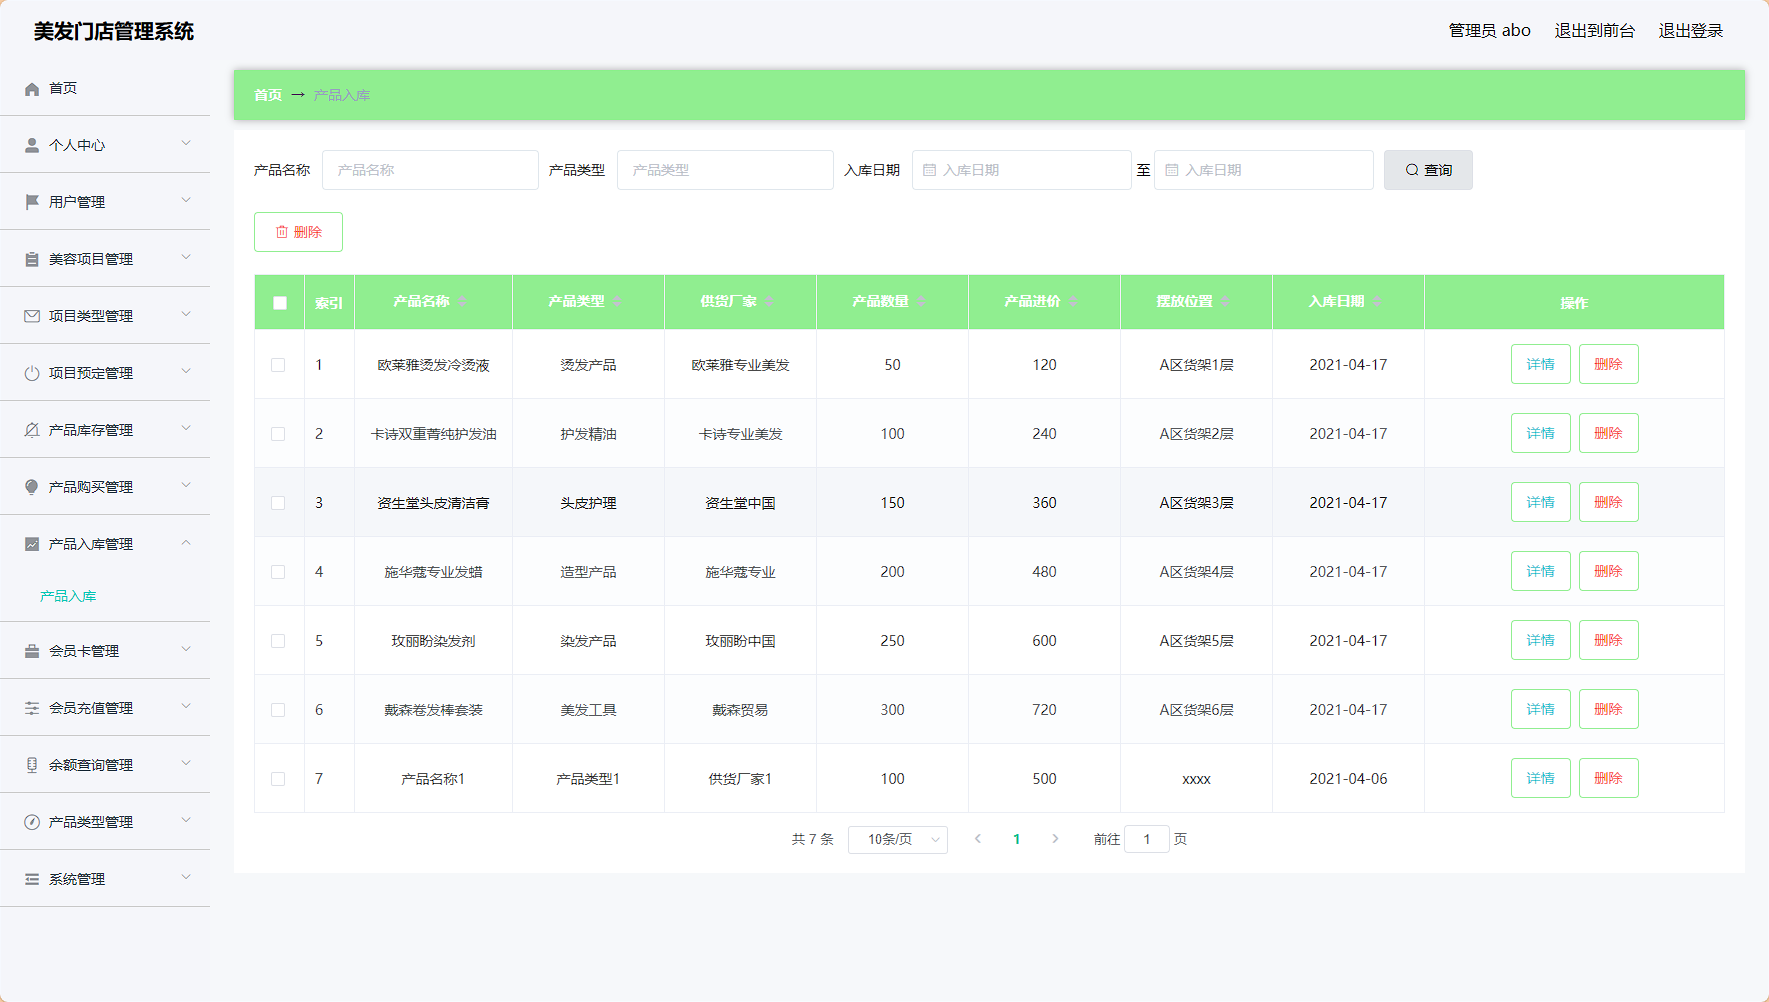 美发门店管理系统
管理员 abo 退出到前台 退出登录
首页
个人中心
用户管理
美容项目管理
项目类型管理
项目预定管理
产品库存管理
产品购买管理
产品入库管理
产品入库
会员卡管理
会员充值管理
余额查询管理
产品类型管理
系统管理
首页 → 产品入库
产品名称 产品名称 产品类型 产品类型 入库日期 入库日期 至 入库日期 查询
删除
索引 产品名称 产品类型 供货厂家 产品数量 产品进价 摆放位置 入库日期 操作
1 欧莱雅烫发冷烫液 烫发产品 欧莱雅专业美发 50 120 A区货架1层 2021-04-17 详情 删除
2 卡诗双重菁纯护发油 护发精油 卡诗专业美发 100 240 A区货架2层 2021-04-17 详情 删除
3 资生堂头皮清洁膏 头皮护理 资生堂中国 150 360 A区货架3层 2021-04-17 详情 删除
4 施华蔻专业发蜡 造型产品 施华蔻专业 200 480 A区货架4层 2021-04-17 详情 删除
5 玫丽盼染发剂 染发产品 玫丽盼中国 250 600 A区货架5层 2021-04-17 详情 删除
6 戴森卷发棒套装 美发工具 戴森贸易 300 720 A区货架6层 2021-04-17 详情 删除
7 产品名称1 产品类型1 供货厂家1 100 500 xxxx 2021-04-06 详情 删除
共 7 条 10条/页 1 前往 1 页